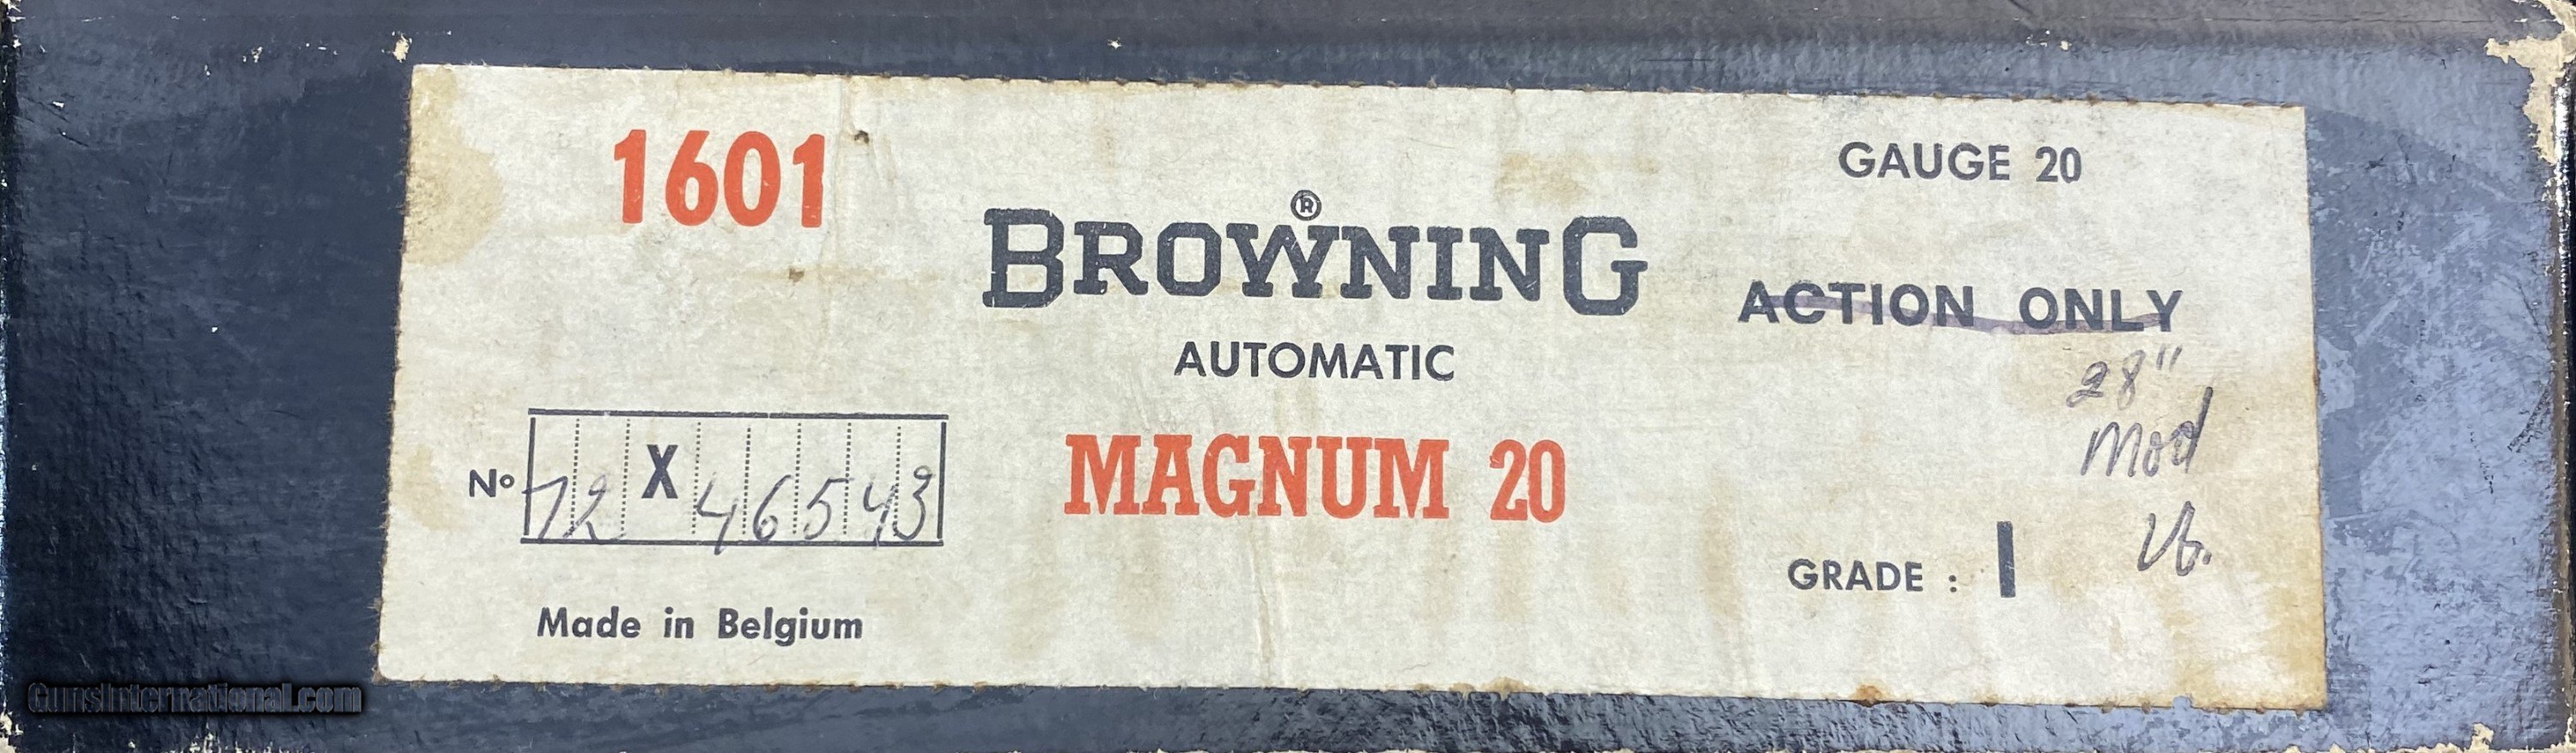 1601
GAUGE 20
BROWNING®
ACTION ONLY
AUTOMATIC
28"
Mod
MAGNUM 20
No 72 X 46543
Vb.
GRADE : I
Made in Belgium
GunsInternational.com